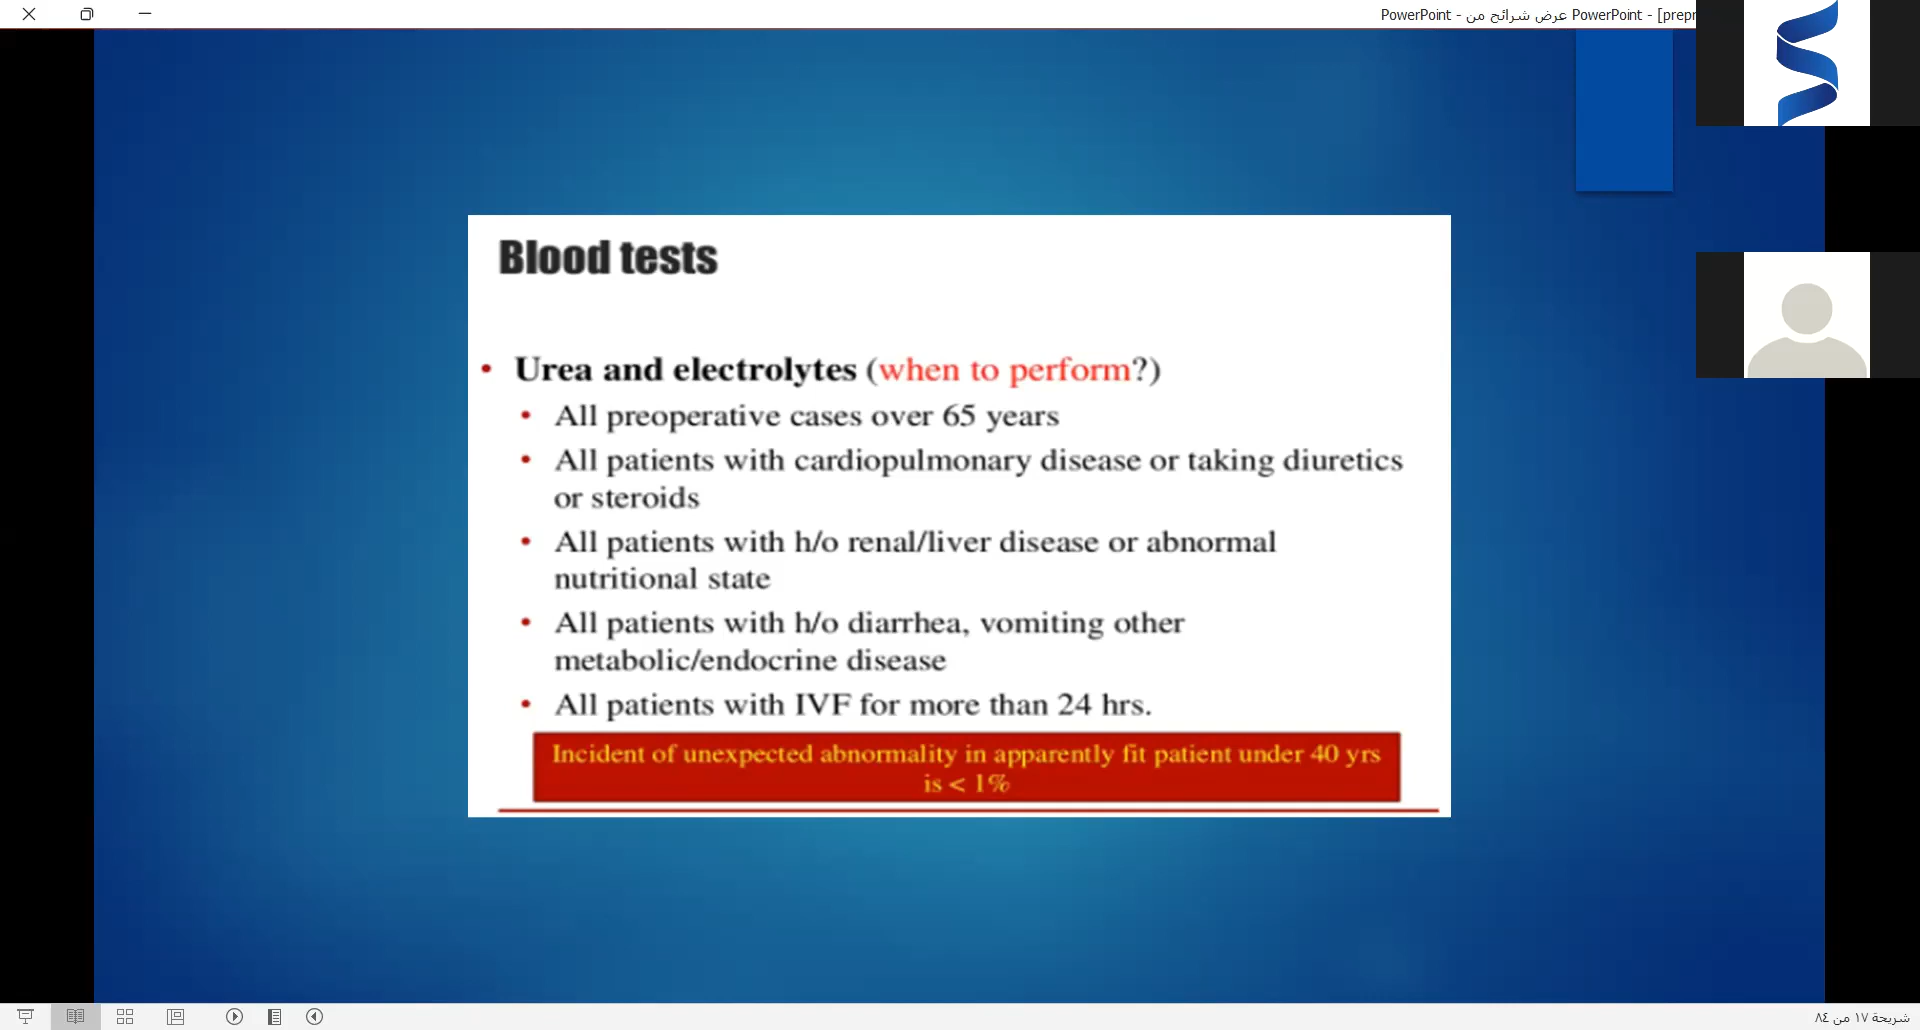 PowerPoint - عرض شرائح من PowerPoint - [prepr
Blood tests
• Urea and electrolytes (when to perform?)
• All preoperative cases over 65 years
• All patients with cardiopulmonary disease or taking diuretics
or steroids
• All patients with h/o renal/liver disease or abnormal
nutritional state
• All patients with h/o diarrhea, vomiting other
metabolic/endocrine disease
• All patients with IVF for more than 24 hrs.
Incident of unexpected abnormality in apparently fit patient under 40 yrs
is < 1%
شريحة ١٧ من ٨٤